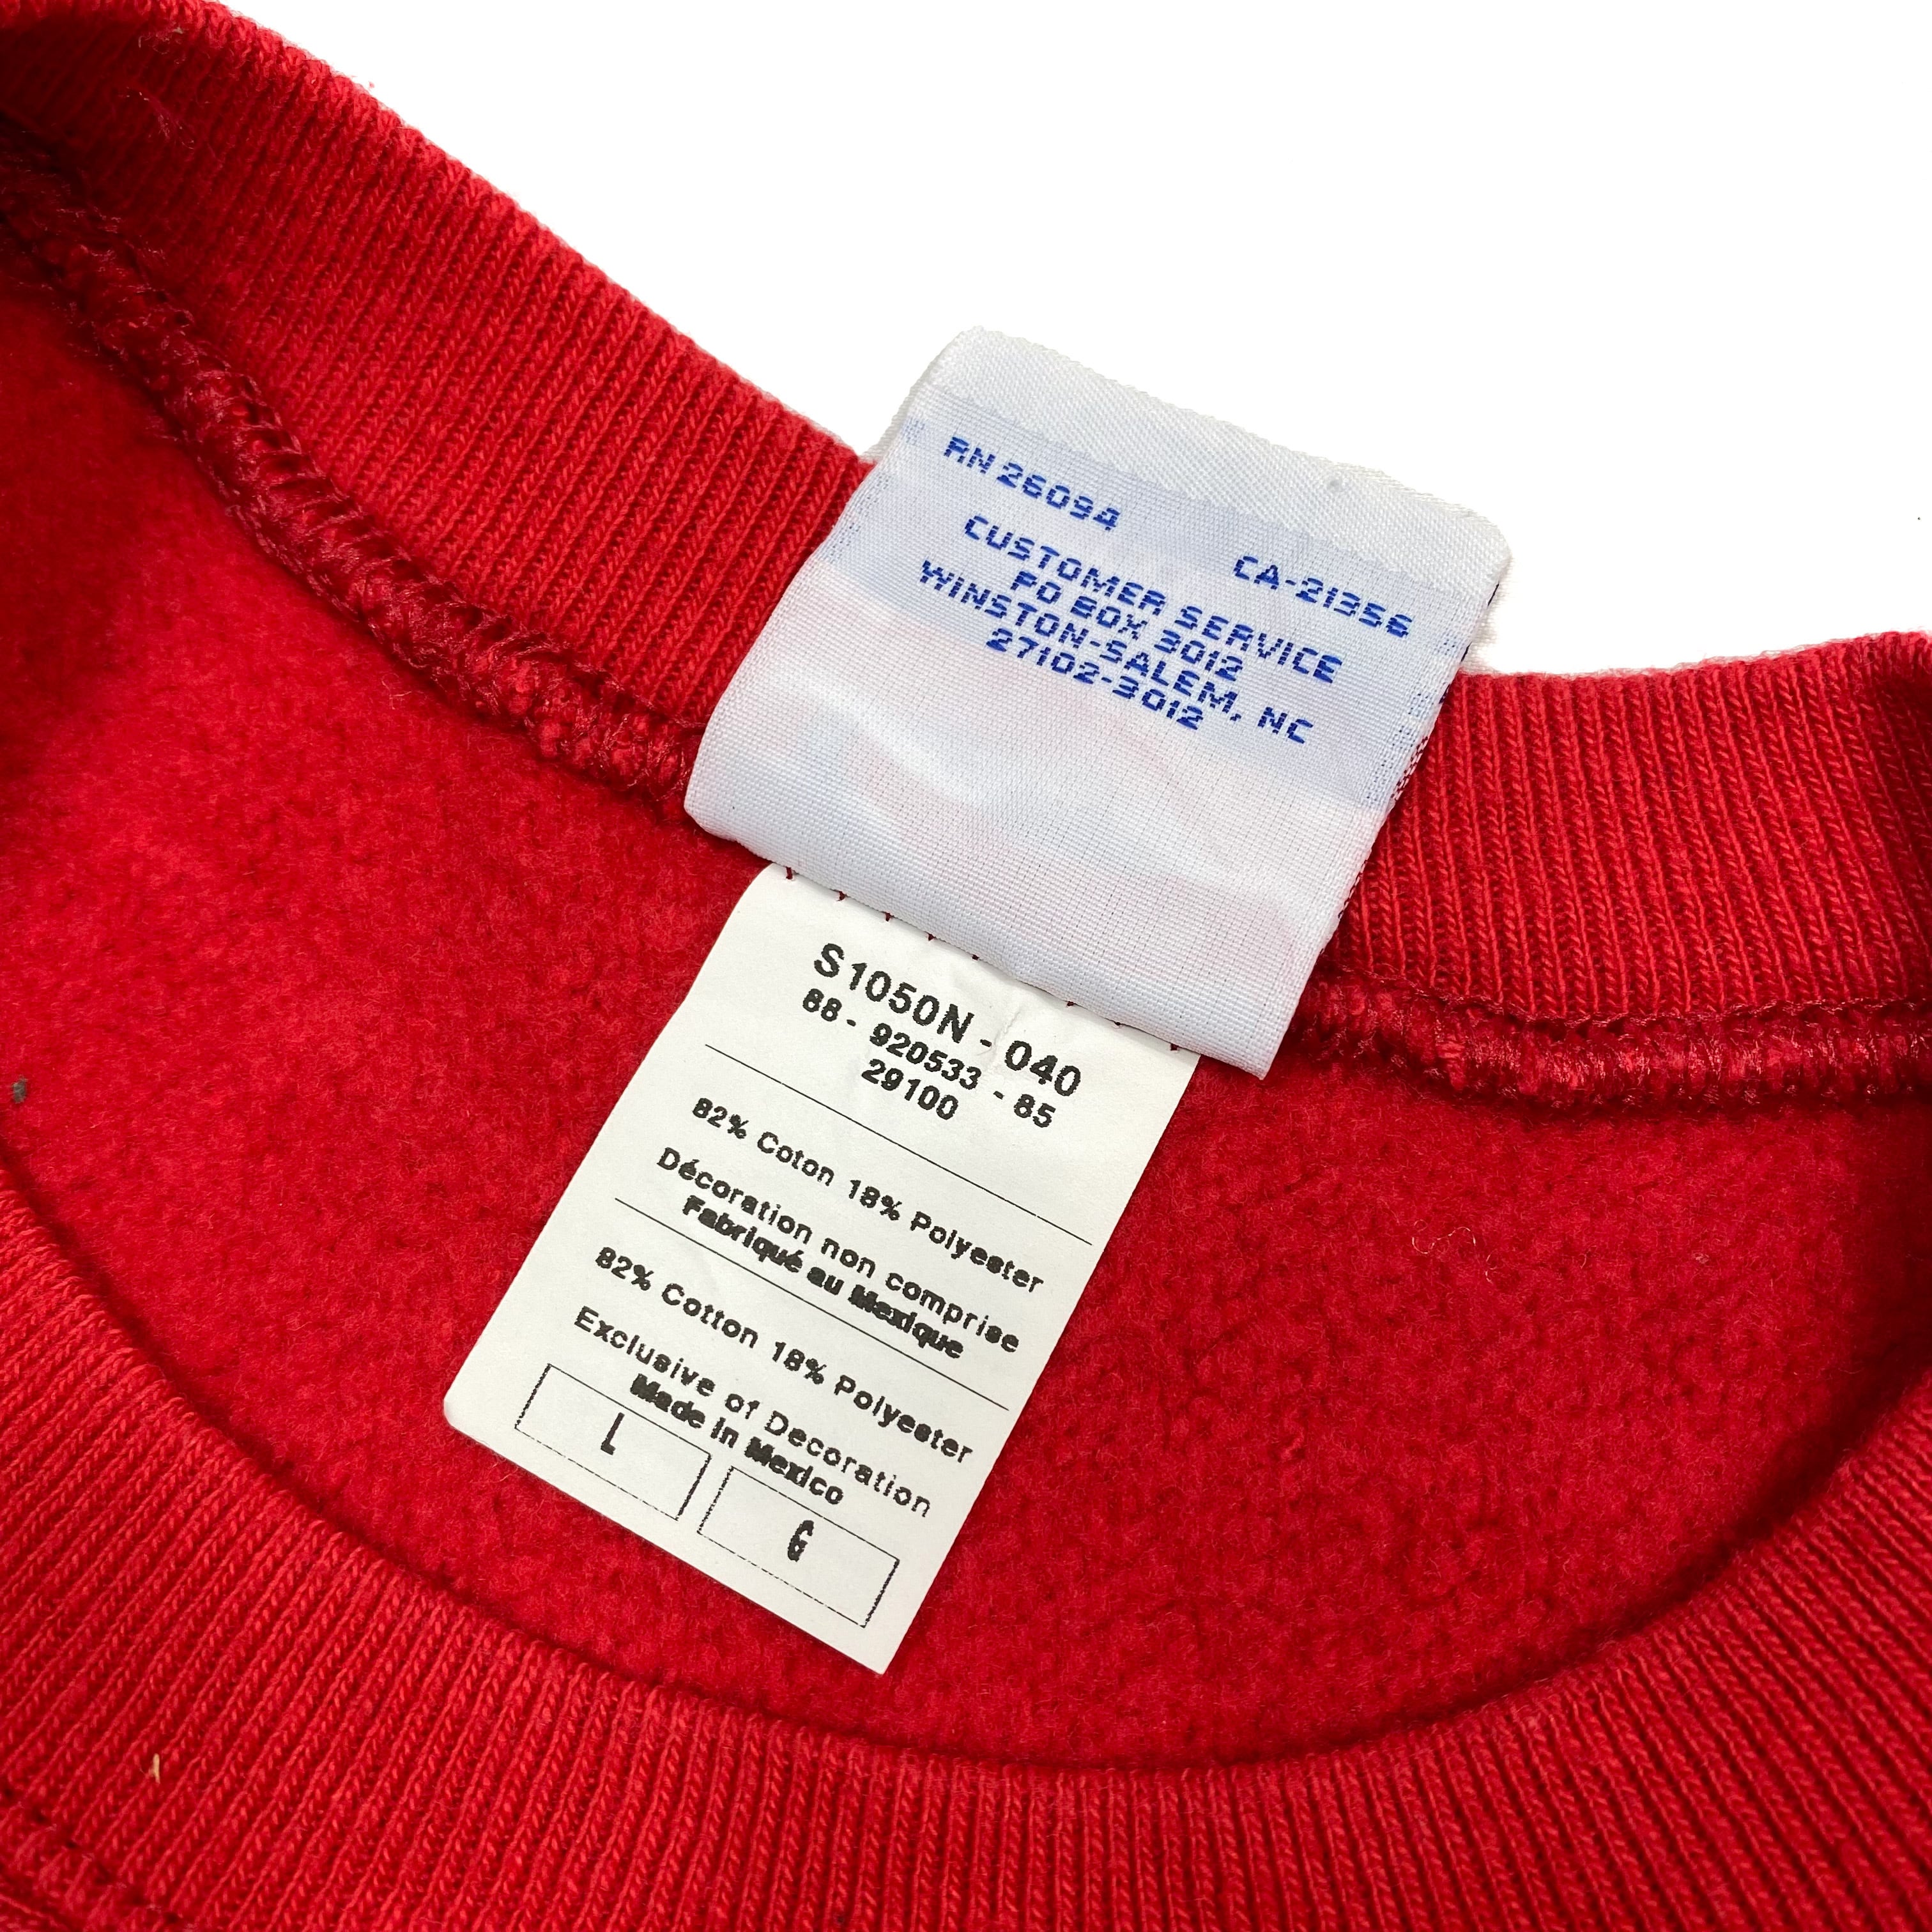 RN 26094 CA-21356
CUSTOMER SERVICE
PO BOX 3012
WINSTON-SALEM, NC
27102-3012
S1050N - 040
88 - 920533 - 85
29100
82% Coton 18% Polyester
Décoration non comprise
Fabriqué au Mexique
82% Cotton 18% Polyester
Exclusive of Decoration
Made in Mexico
L G